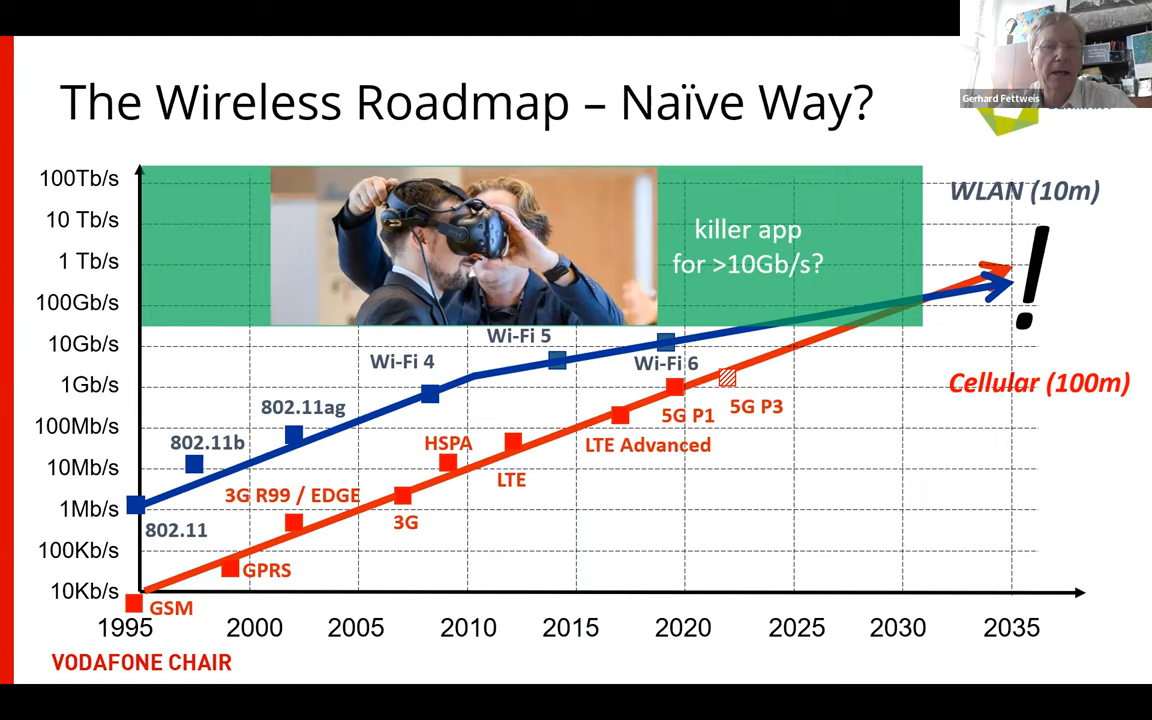 The Wireless Roadmap – Naïve Way?
Gerhard Fettweis
100Tb/s
10 Tb/s
1 Tb/s
100Gb/s
10Gb/s
1Gb/s
100Mb/s
10Mb/s
1Mb/s
100Kb/s
10Kb/s
killer app
for >10Gb/s?
WLAN (10m)
!
Cellular (100m)
Wi-Fi 5
Wi-Fi 4
Wi-Fi 6
802.11ag
802.11b
802.11
5G P3
5G P1
LTE Advanced
HSPA
LTE
3G R99 / EDGE
3G
GPRS
GSM
1995
2000
2005
2010
2015
2020
2025
2030
2035
VODAFONE CHAIR